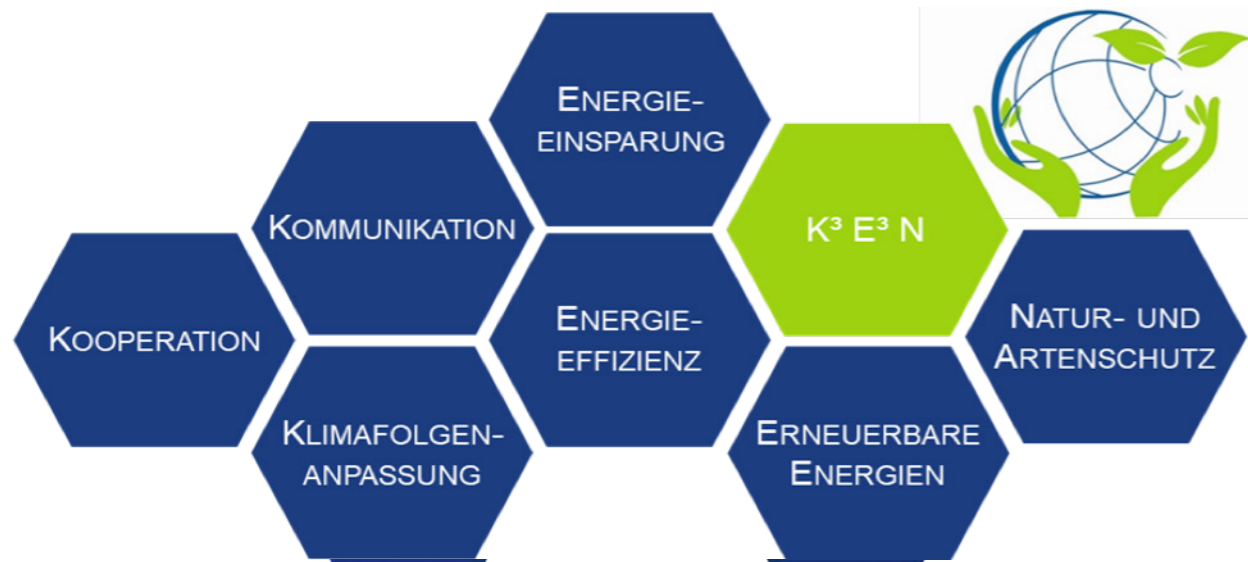 ENERGIE-
EINSPARUNG
KOMMUNIKATION
K³ E³ N
KOOPERATION
ENERGIE-
EFFIZIENZ
NATUR- UND
ARTENSCHUTZ
KLIMAFOLGEN-
ANPASSUNG
ERNEUERBARE
ENERGIEN